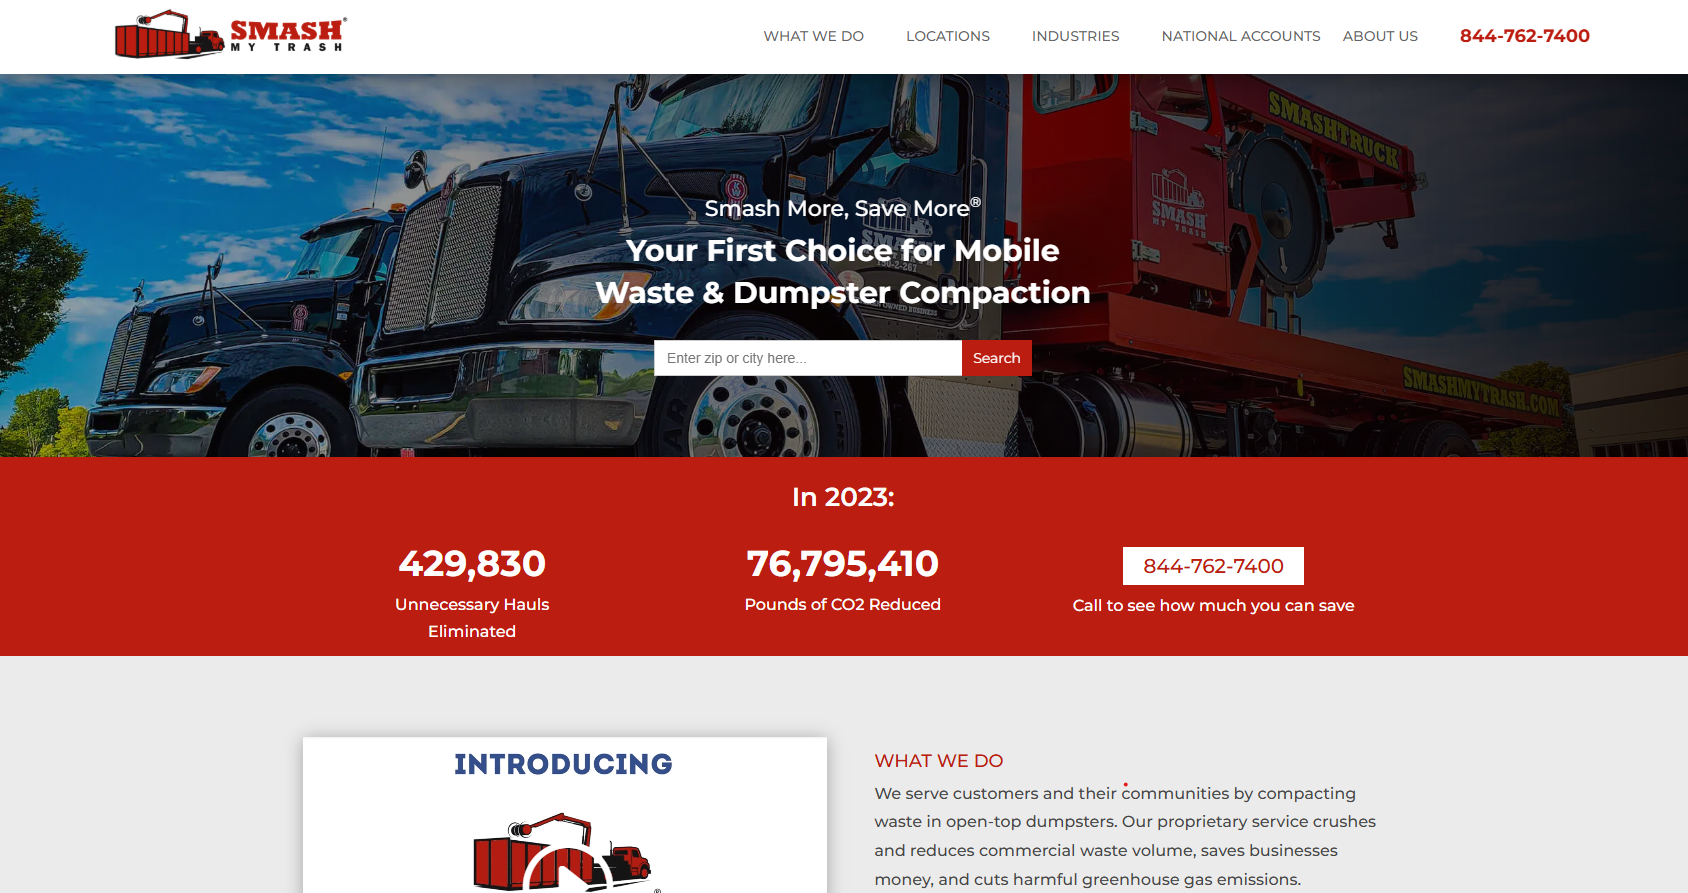 SMASH®
MY TRASH
WHAT WE DO
LOCATIONS
INDUSTRIES
NATIONAL ACCOUNTS
ABOUT US
844-762-7400
SMASHTRUCK
SMASH
MY TRASH
Smash More, Save More®
Your First Choice for Mobile
Waste & Dumpster Compaction
Enter zip or city here...
Search
SMASHMYTRASH.COM
In 2023:
429,830
Unnecessary Hauls
Eliminated
76,795,410
Pounds of CO2 Reduced
844-762-7400
Call to see how much you can save
INTRODUCING
WHAT WE DO
We serve customers and their communities by compacting
waste in open-top dumpsters. Our proprietary service crushes
and reduces commercial waste volume, saves businesses
money, and cuts harmful greenhouse gas emissions.